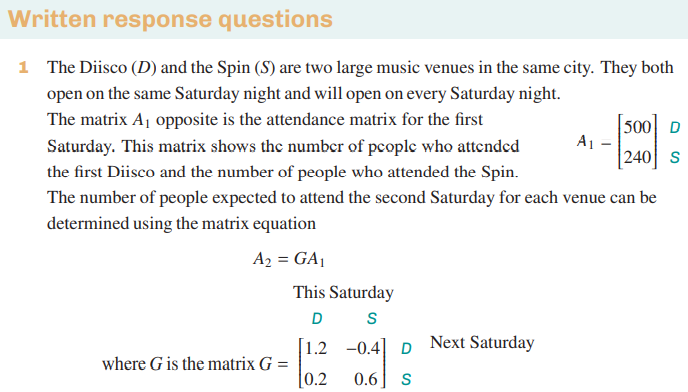 Written response questions
1 The Diisco (D) and the Spin (S) are two large music venues in the same city. They both
open on the same Saturday night and will open on every Saturday night.
The matrix A₁ opposite is the attendance matrix for the first
Saturday. This matrix shows the number of people who attended
the first Diisco and the number of people who attended the Spin.
A₁ = [500] D
[240] S
The number of people expected to attend the second Saturday for each venue can be
determined using the matrix equation
A₂ = GA₁
This Saturday
D S
where G is the matrix G = [1.2 −0.4] D Next Saturday
[0.2 0.6] S